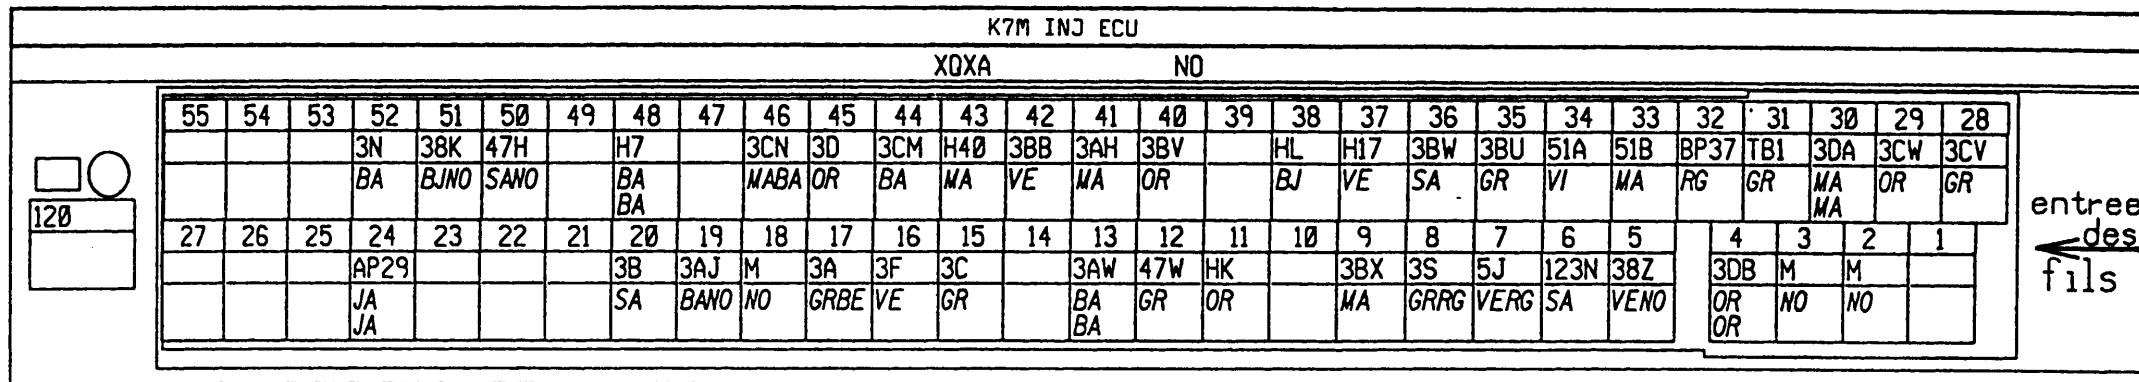 K7M INJ ECU
XQXA NO
55 54 53 52 51 50 49 48 47 46 45 44 43 42 41 40 39 38 37 36 35 34 33 32 31 30 29 28
3N 38K 47H H7 3CN 3D 3CM H40 3BB 3AH 3BV HL H17 3BW 3BU 51A 51B BP37 TB1 3DA 3CW 3CV
BA BJNO SANO BA MABA OR BA MA VE MA OR BJ VE SA GR VI MA RG GR MA OR GR
BA MA
120
27 26 25 24 23 22 21 20 19 18 17 16 15 14 13 12 11 10 9 8 7 6 5 4 3 2 1
AP29 3B 3AJ M 3A 3F 3C 3AW 47W HK 3BX 3S 5J 123N 38Z 3DB M M
JA SA BANO NO GRBE VE GR BA GR OR MA GRRG VERG SA VENO OR NO NO
JA BA OR
entree
des
fils